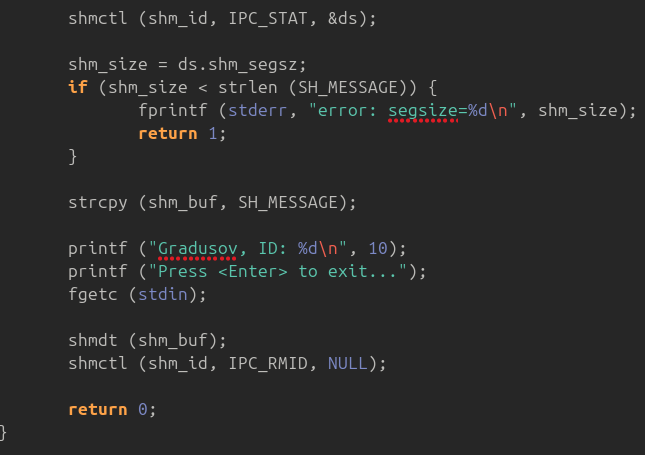 shmctl (shm_id, IPC_STAT, &ds);
shm_size = ds.shm_segsz;
if (shm_size < strlen (SH_MESSAGE)) {
fprintf (stderr, "error: segsize=%d\n", shm_size);
return 1;
}
strcpy (shm_buf, SH_MESSAGE);
printf ("Gradusov, ID: %d\n", 10);
printf ("Press <Enter> to exit...");
fgetc (stdin);
shmdt (shm_buf);
shmctl (shm_id, IPC_RMID, NULL);
return 0;
}